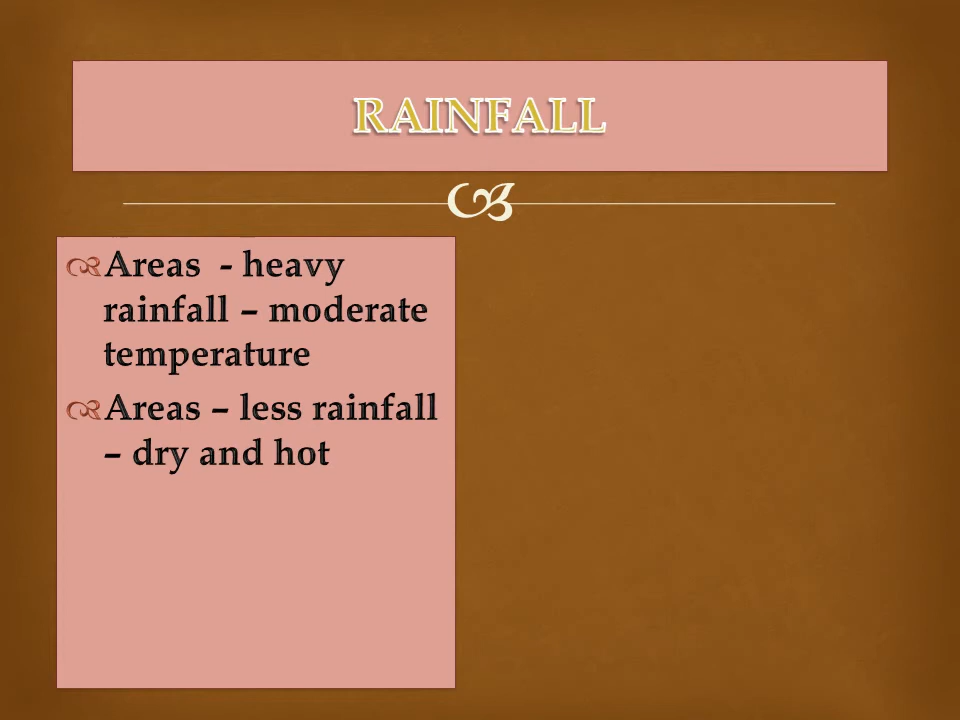 RAINFALL
Areas - heavy
rainfall – moderate
temperature
Areas – less rainfall
– dry and hot